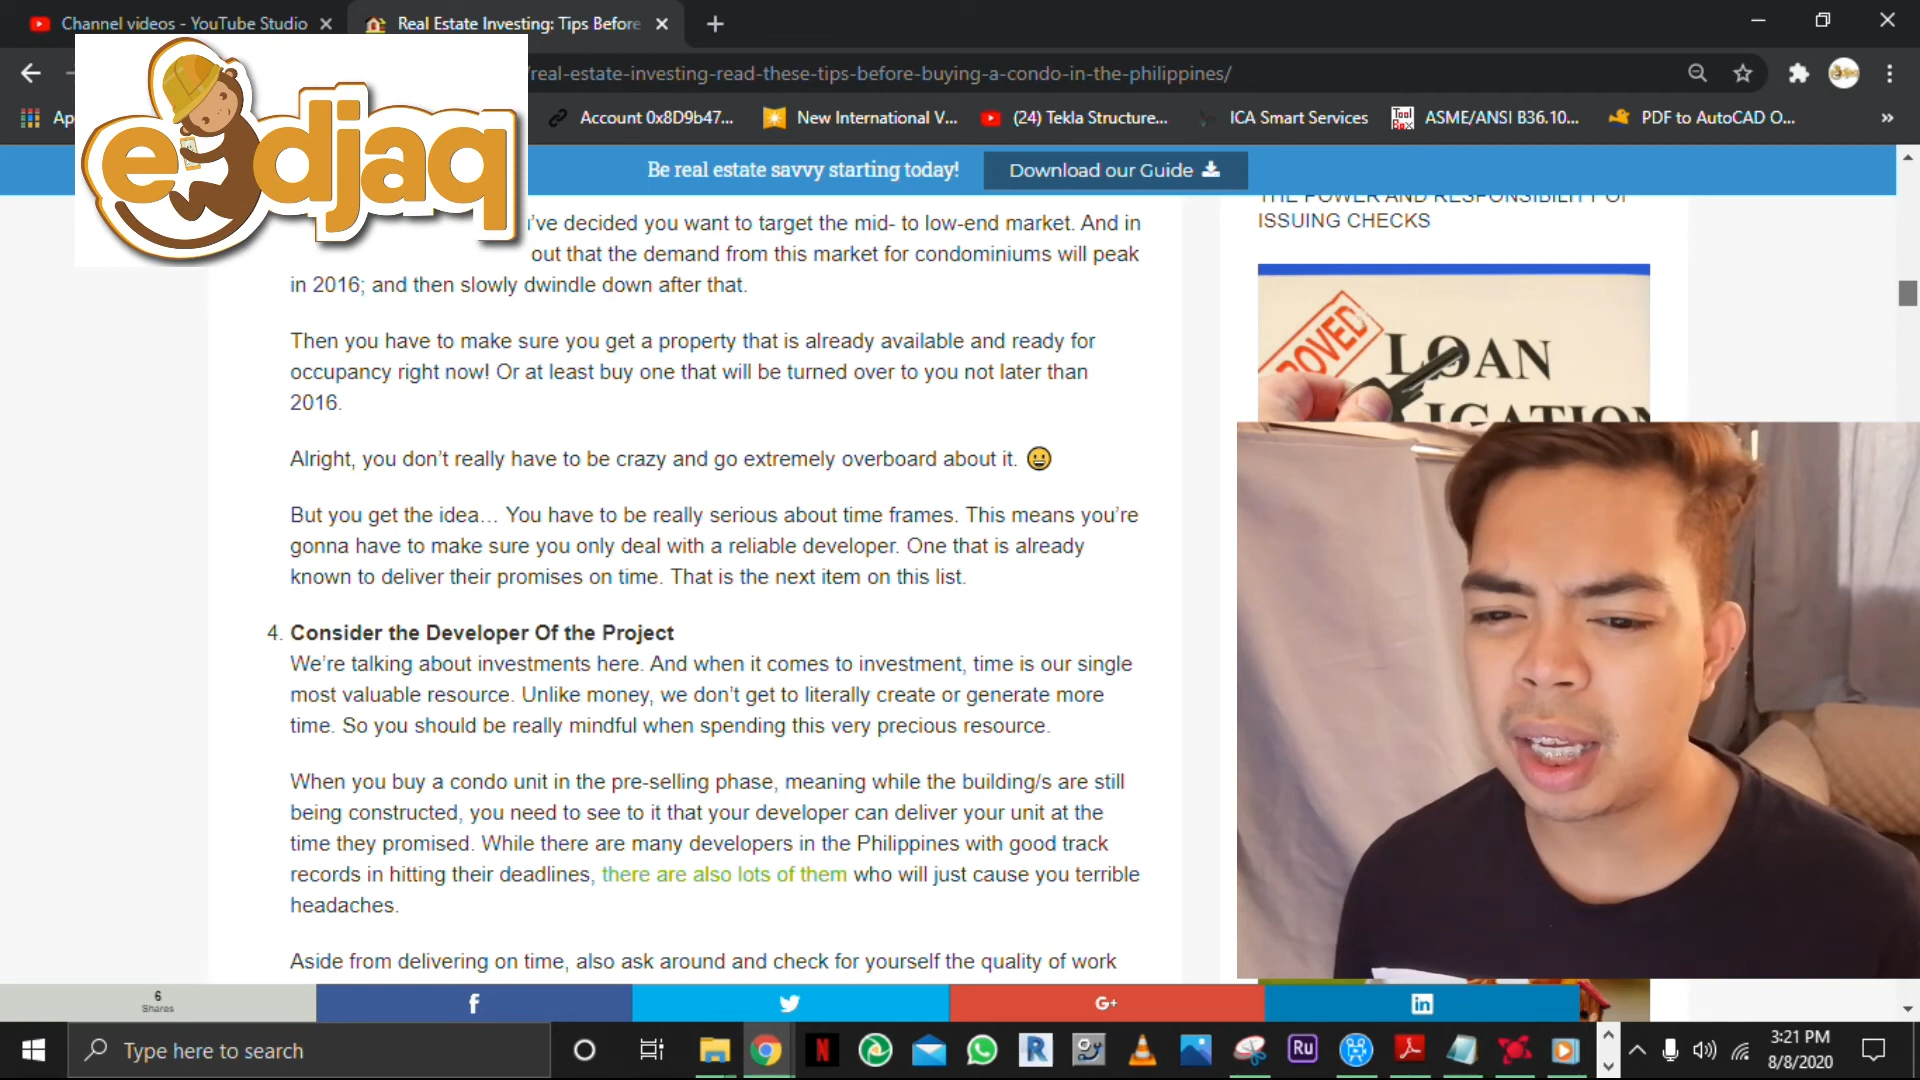 Channel videos - YouTube Studio
Real Estate Investing: Tips Before
/real-estate-investing-read-these-tips-before-buying-a-condo-in-the-philippines/
Account 0x8D9b47...
New International V...
(24) Tekla Structure...
ICA Smart Services
Tool Box
ASME/ANSI B36.10...
PDF to AutoCAD O...
»
edjaq
Be real estate savvy starting today!
Download our Guide
've decided you want to target the mid- to low-end market. And in
out that the demand from this market for condominiums will peak
in 2016; and then slowly dwindle down after that.
Then you have to make sure you get a property that is already available and ready for
occupancy right now! Or at least buy one that will be turned over to you not later than
2016.
Alright, you don't really have to be crazy and go extremely overboard about it. 😀
But you get the idea… You have to be really serious about time frames. This means you're
gonna have to make sure you only deal with a reliable developer. One that is already
known to deliver their promises on time. That is the next item on this list.
4. Consider the Developer Of the Project
We're talking about investments here. And when it comes to investment, time is our single
most valuable resource. Unlike money, we don't get to literally create or generate more
time. So you should be really mindful when spending this very precious resource.
When you buy a condo unit in the pre-selling phase, meaning while the building/s are still
being constructed, you need to see to it that your developer can deliver your unit at the
time they promised. While there are many developers in the Philippines with good track
records in hitting their deadlines, there are also lots of them who will just cause you terrible
headaches.
Aside from delivering on time, also ask around and check for yourself the quality of work
THE POWER AND RESPONSIBILITY OF
ISSUING CHECKS
LOAN
6
Shares
f
G+
in
Type here to search
N
R
Ru
3:21 PM
8/8/2020